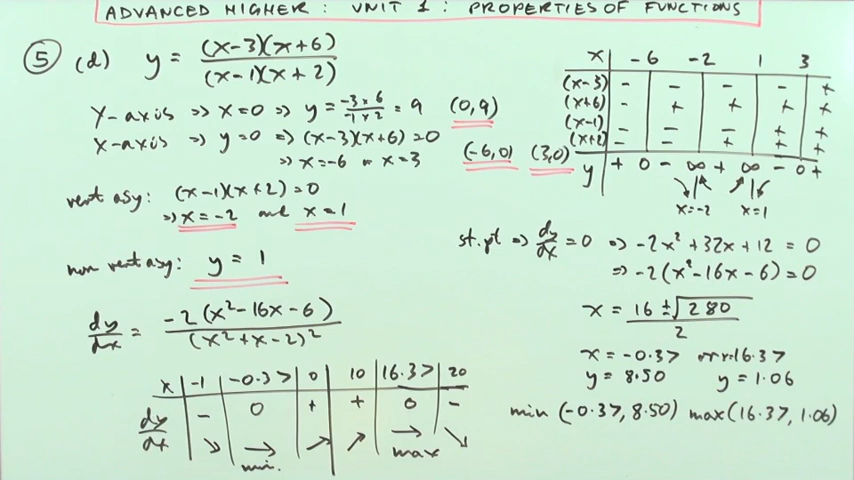 ADVANCED HIGHER : UNIT 1 : PROPERTIES OF FUNCTIONS
⑤ (d) y = (x-3)(x+6) / (x-1)(x+2)
Y-axis => x=0 => y = -3×6 / -1×2 = 9 (0,9)
X-axis => y=0 => (x-3)(x+6)=0 (-6,0) (3,0)
=> x=-6 or x=3
vert asy: (x-1)(x+2)=0
=> x=-2 and x=1
non vert asy: y = 1
dy/dx = -2(x²-16x-6) / (x²+x-2)²
x | -1 | -0.37 | 0 | 10 | 16.37 | 20
dy/dx | - | 0 | + | + | 0 | -
↘ | → | ↗ | ↗ | → | ↘
min. max
x | -6 -2 1 3
(x-3) - | - | - | - | +
(x+6) - | + | + | + | +
(x-1) - | - | - | + | +
(x+2) - | - | + | + | +
y | + 0 - ∞ + ∞ - 0 +
x=-2 x=1
st.pt => dy/dx = 0 => -2x²+32x+12 = 0
=> -2(x²-16x-6)=0
x = 16 ± √280 / 2
x = -0.37 or x=16.37
y = 8.50 y = 1.06
min (-0.37, 8.50) max (16.37, 1.06)